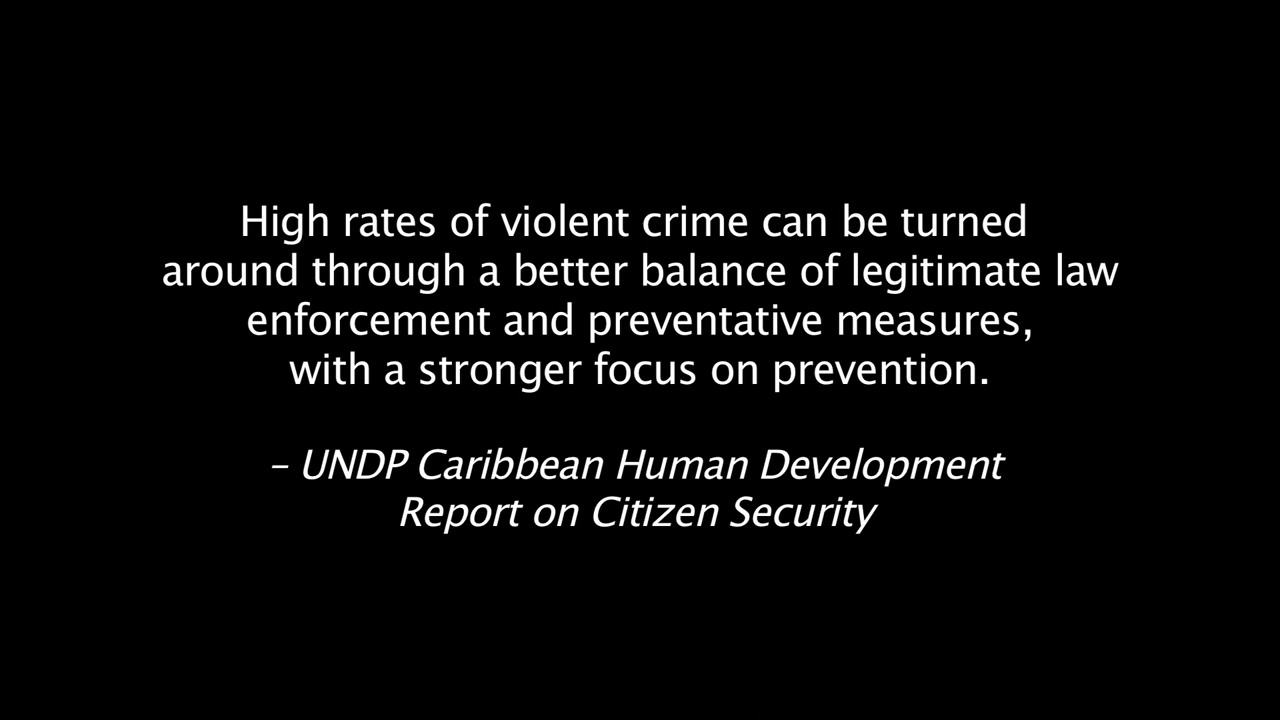 High rates of violent crime can be turned
around through a better balance of legitimate law
enforcement and preventative measures,
with a stronger focus on prevention.
– UNDP Caribbean Human Development
Report on Citizen Security